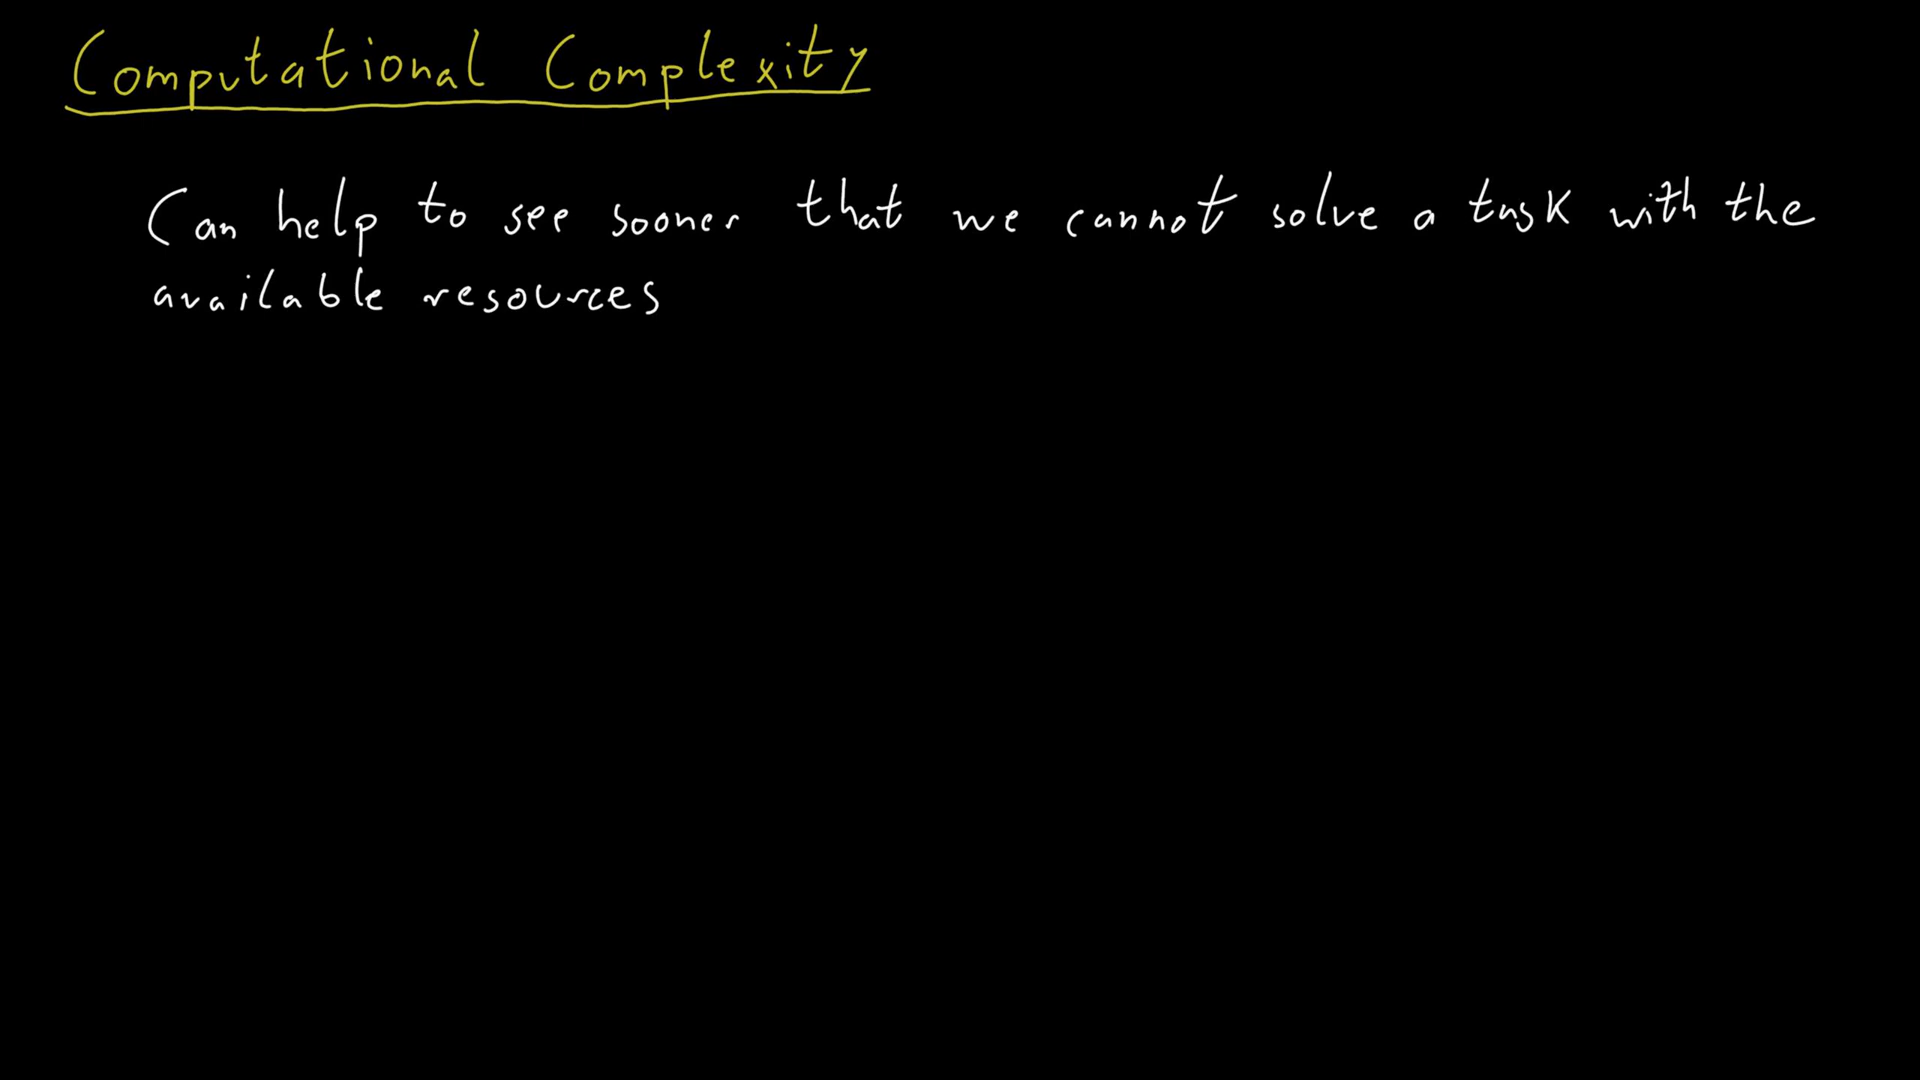 Computational Complexity
Can help to see sooner that we cannot solve a task with the
available resources